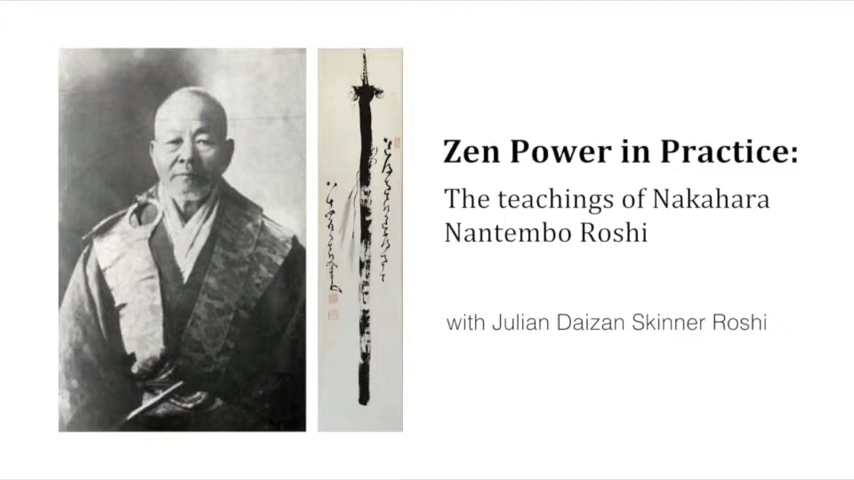 Zen Power in Practice:
The teachings of Nakahara
Nantembo Roshi
with Julian Daizan Skinner Roshi